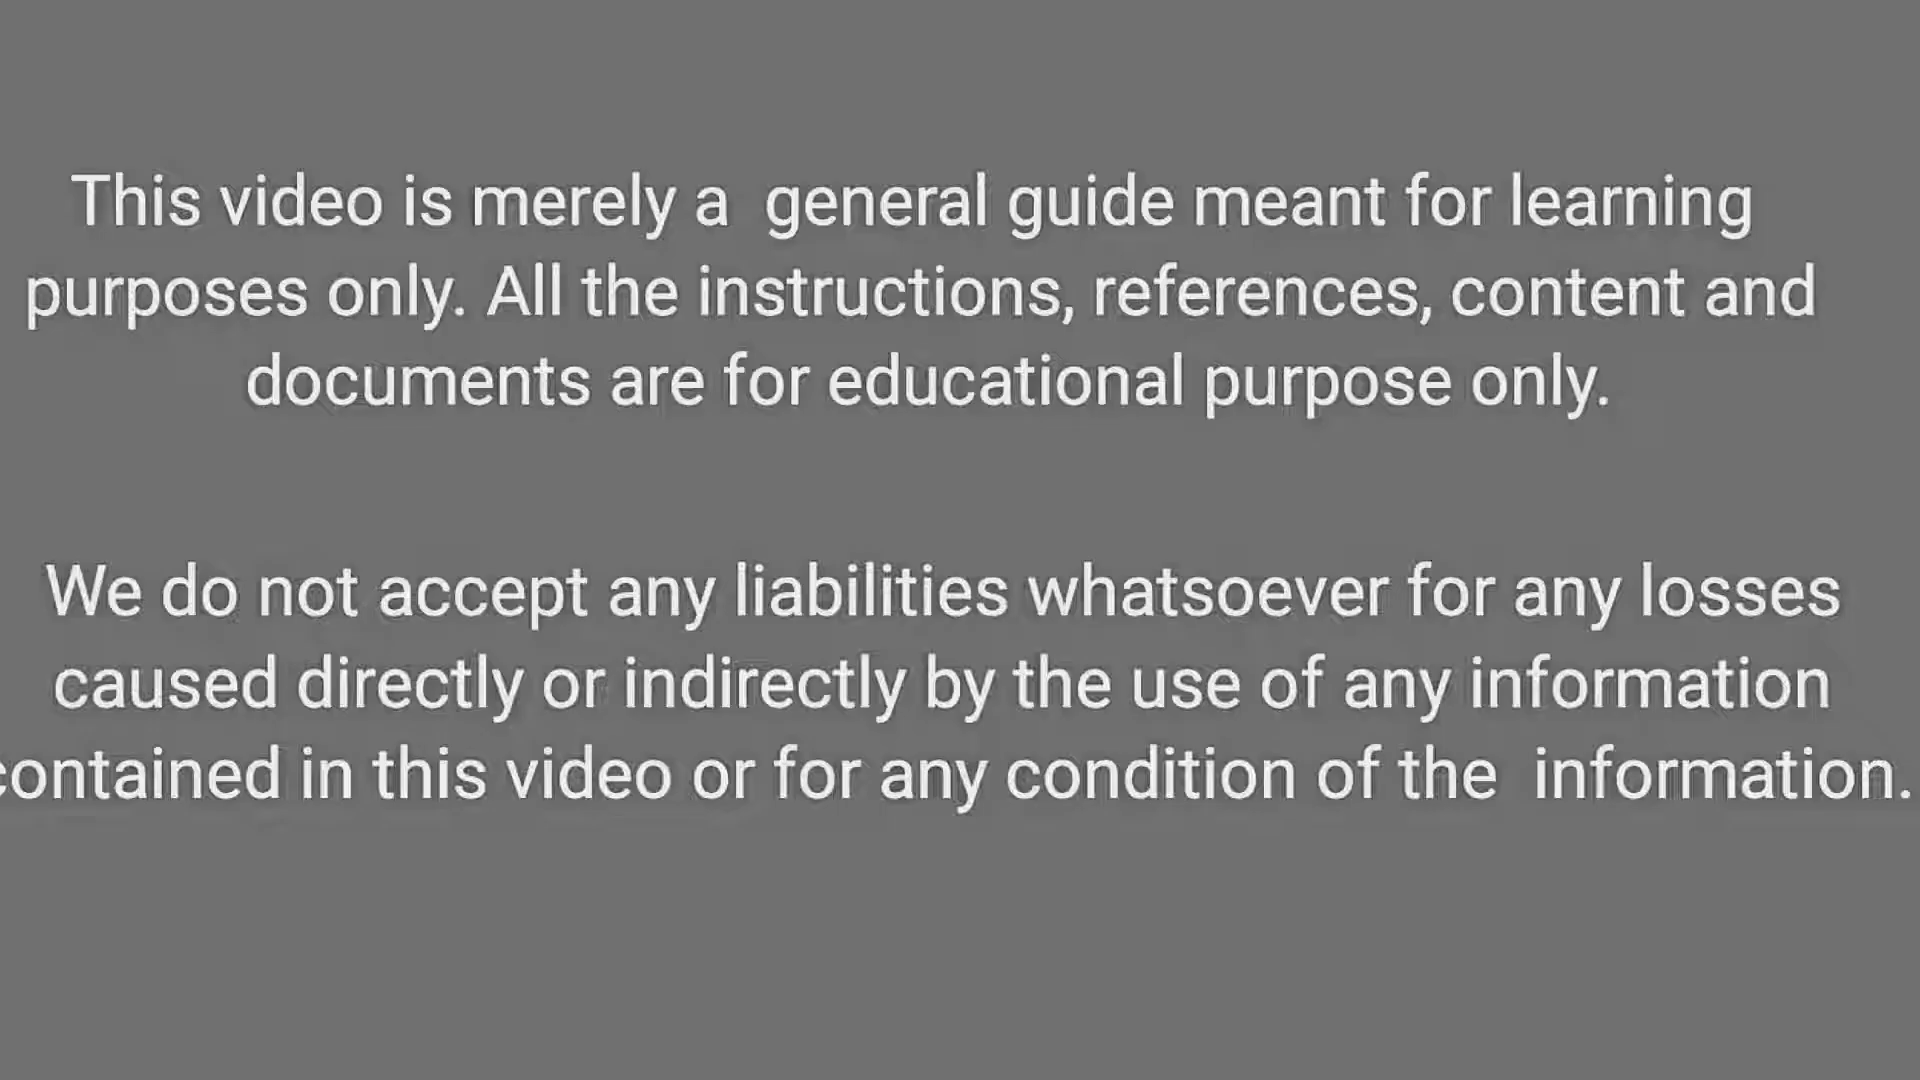 This video is merely a  general guide meant for learning
purposes only. All the instructions, references, content and
documents are for educational purpose only.
We do not accept any liabilities whatsoever for any losses
caused directly or indirectly by the use of any information
contained in this video or for any condition of the  information.